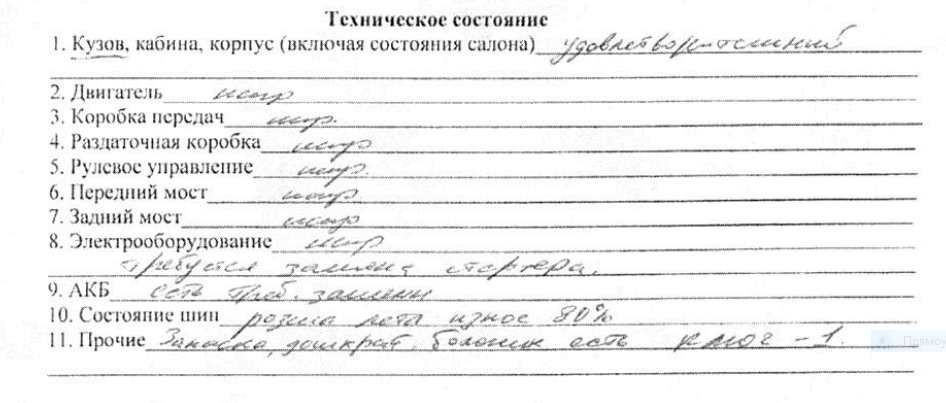 Техническое состояние
1. Кузов, кабина, корпус (включая состояния салона) удовлетворительный
2. Двигатель испр
3. Коробка передач испр.
4. Раздаточная коробка испр
5. Рулевое управление испр.
6. Передний мост испр
7. Задний мост испр
8. Электрооборудование испр
требуется замена стартера.
9. АКБ есть треб. замены
10. Состояние шин резина лета износ 80%
11. Прочие Запаска, домкрат, болоник есть ключ - 1.